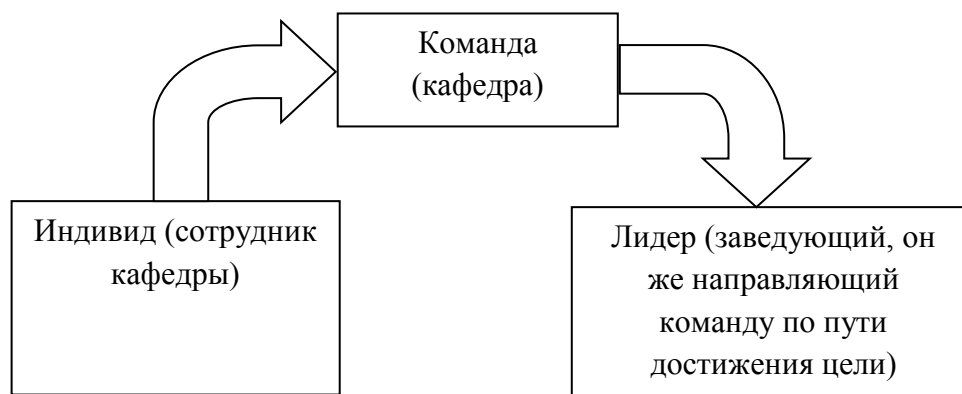 Команда
(кафедра)
Индивид (сотрудник
кафедры)
Лидер (заведующий, он
же направляющий
команду по пути
достижения цели)